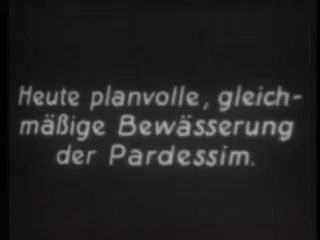 Heute planvolle, gleich-
mäßige Bewässerung
der Pardessim.